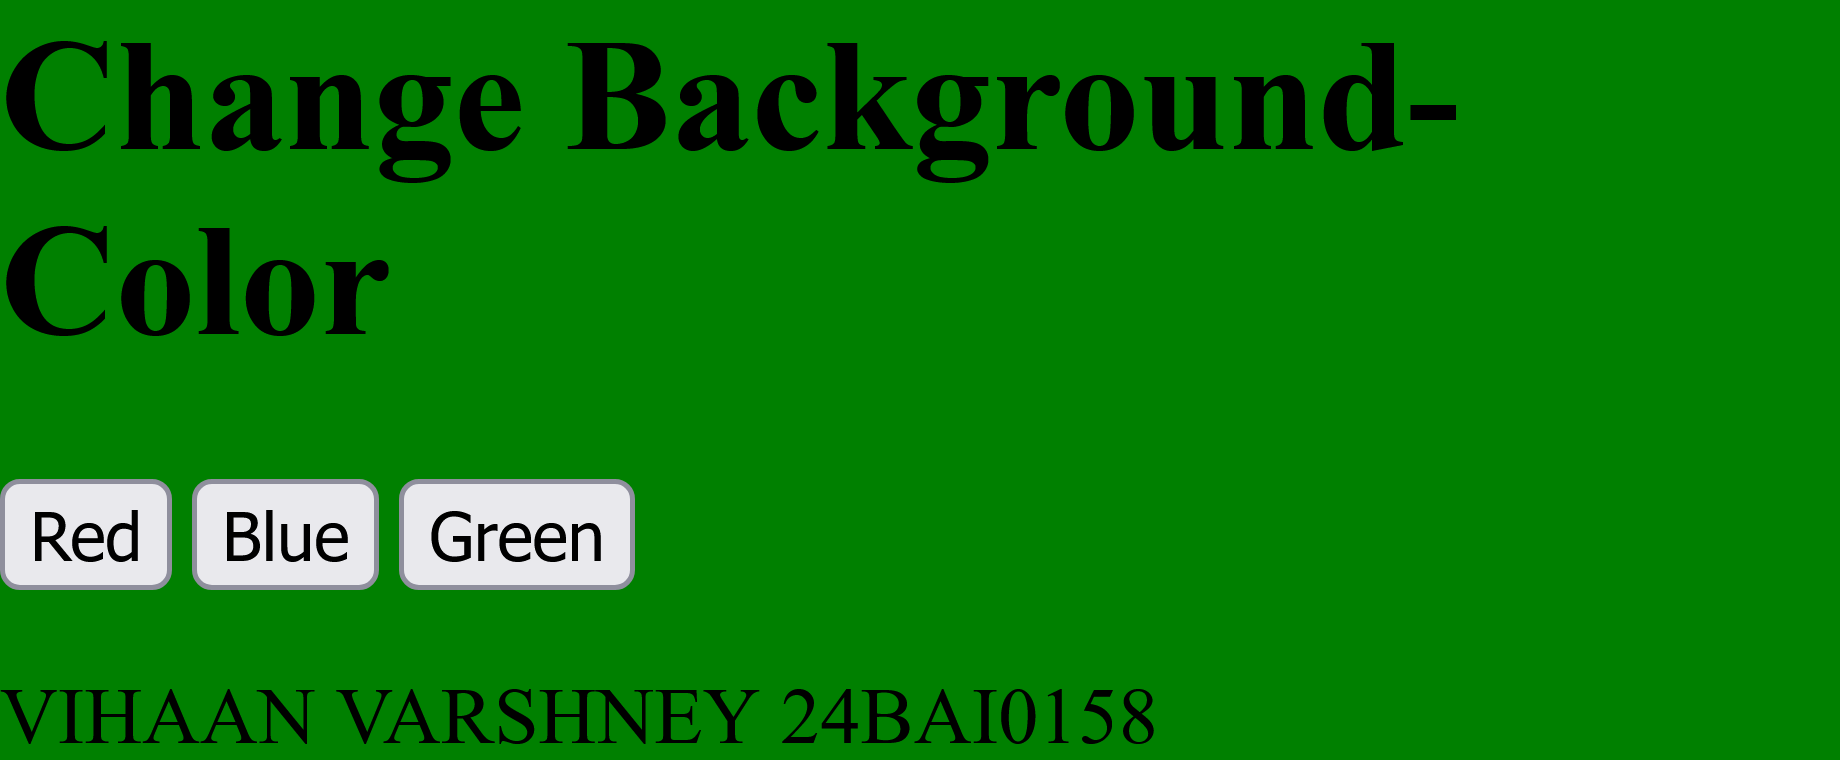 Change Background-
Color
Red Blue Green
VIHAAN VARSHNEY 24BAI0158